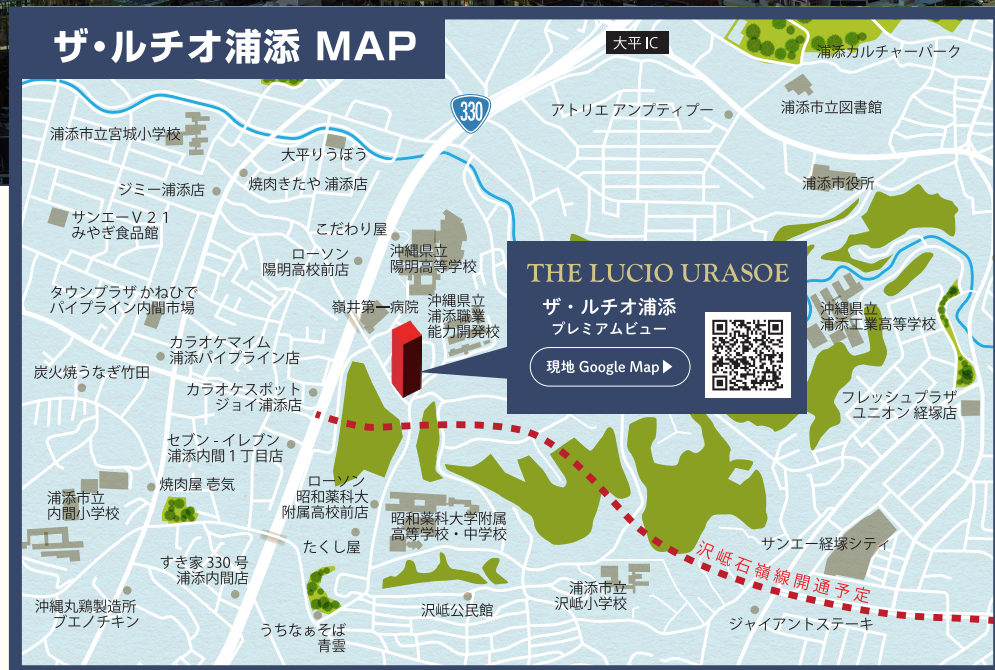 ザ・ルチオ浦添 MAP
大平IC
浦添カルチャーパーク
330
アトリエ アンプティプー
浦添市立図書館
浦添市立宮城小学校
大平りうぼう
焼肉きたや 浦添店
ジミー浦添店
浦添市役所
サンエーV21
みやぎ食品館
こだわり屋
ローソン
陽明高校前店
沖縄県立
陽明高等学校
THE LUCIO URASOE
ザ・ルチオ浦添
プレミアムビュー
現地 Google Map▶
タウンプラザ かねひで
パイプライン内間市場
嶺井第一病院
沖縄県立
浦添職業
能力開発校
沖縄県立
浦添工業高等学校
カラオケマイム
浦添パイプライン店
炭火焼うなぎ竹田
カラオケスポット
ジョイ浦添店
フレッシュプラザ
ユニオン 経塚店
セブン-イレブン
浦添内間1丁目店
焼肉屋 壱気
浦添市立
内間小学校
ローソン
昭和薬科大
附属高校前店
昭和薬科大学附属
高等学校・中学校
たくし屋
サンエー経塚シティ
沢岻石嶺線開通予定
すき家 330号
浦添内間店
浦添市立
沢岻小学校
沖縄丸鶏製造所
ブエノチキン
沢岻公民館
ジャイアントステーキ
うちなぁそば
青雲